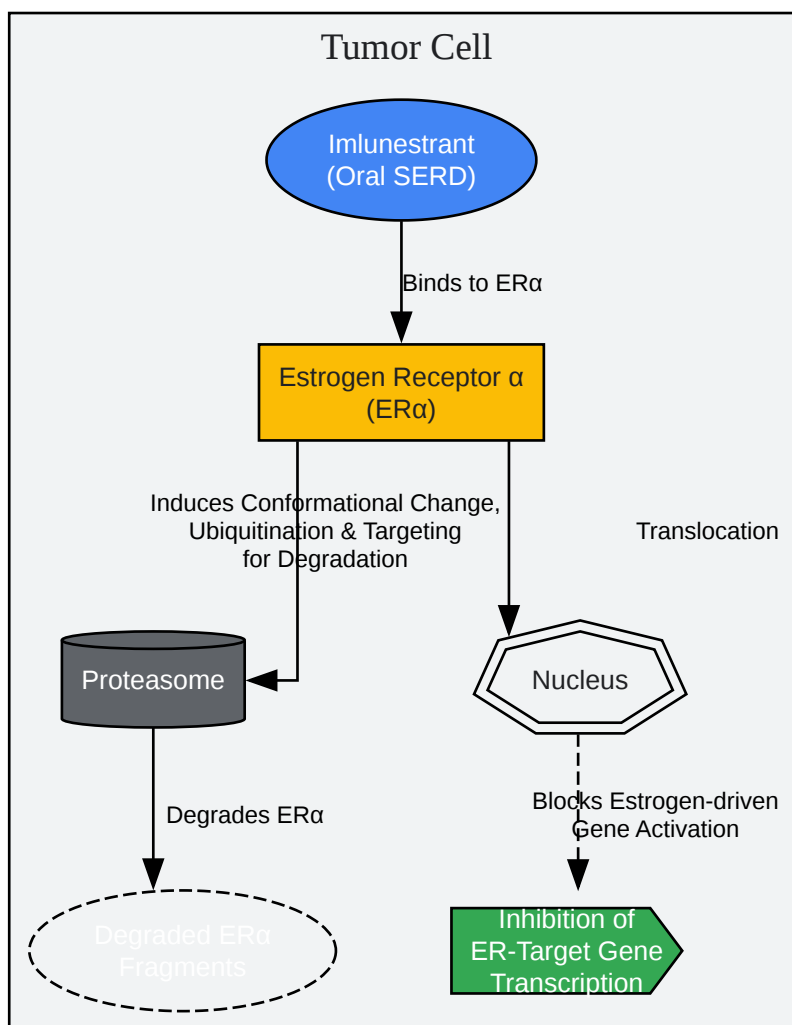 Tumor Cell
Imlunestrant
(Oral SERD)
Binds to ERα
Estrogen Receptor α
(ERα)
Induces Conformational Change,
Ubiquitination & Targeting
for Degradation
Translocation
Proteasome
Nucleus
Degrades ERα
Blocks Estrogen-driven
Gene Activation
Degraded ERα
Fragments
Inhibition of
ER-Target Gene
Transcription